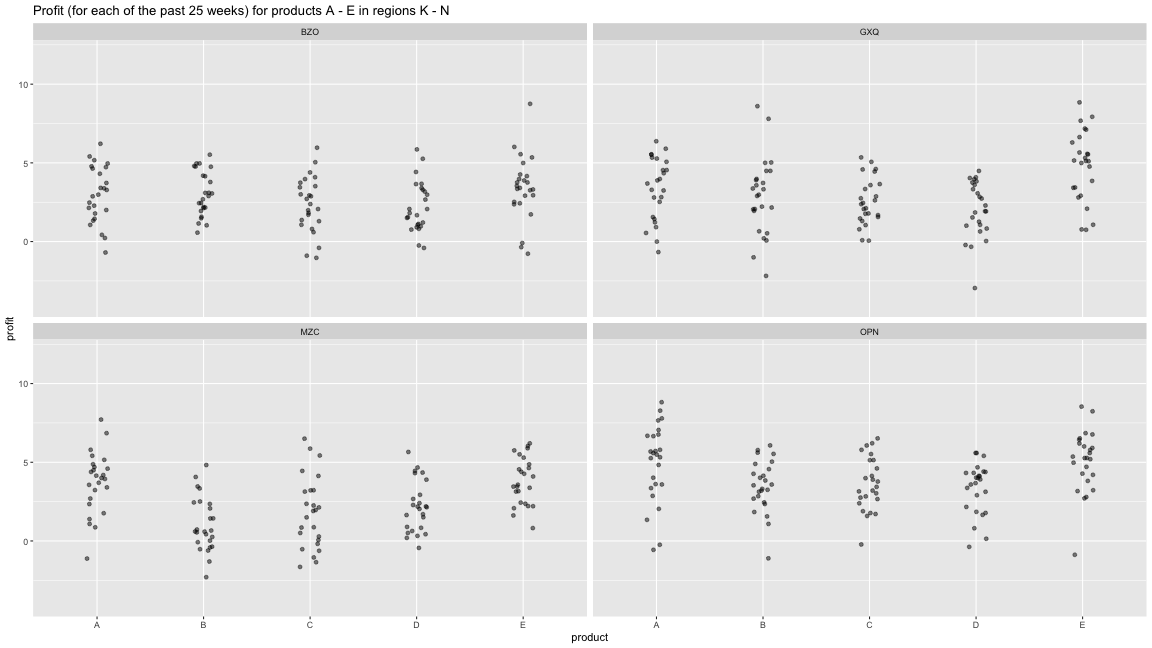 Profit (for each of the past 25 weeks) for products A - E in regions K - N
BZO
GXQ
10
5
0
MZC
OPN
10
5
0
profit
A B C D E A B C D E
product